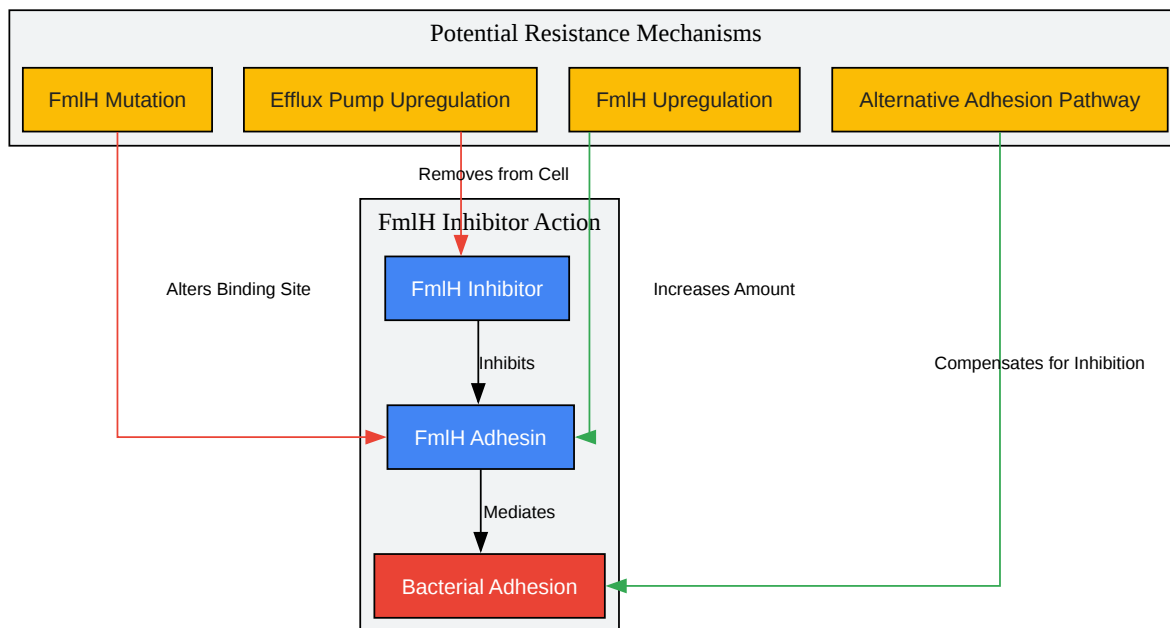 Potential Resistance Mechanisms
FmlH Mutation
Efflux Pump Upregulation
FmlH Upregulation
Alternative Adhesion Pathway
Removes from Cell
FmlH Inhibitor Action
FmlH Inhibitor
Alters Binding Site
Increases Amount
Inhibits
Compensates for Inhibition
FmlH Adhesin
Mediates
Bacterial Adhesion